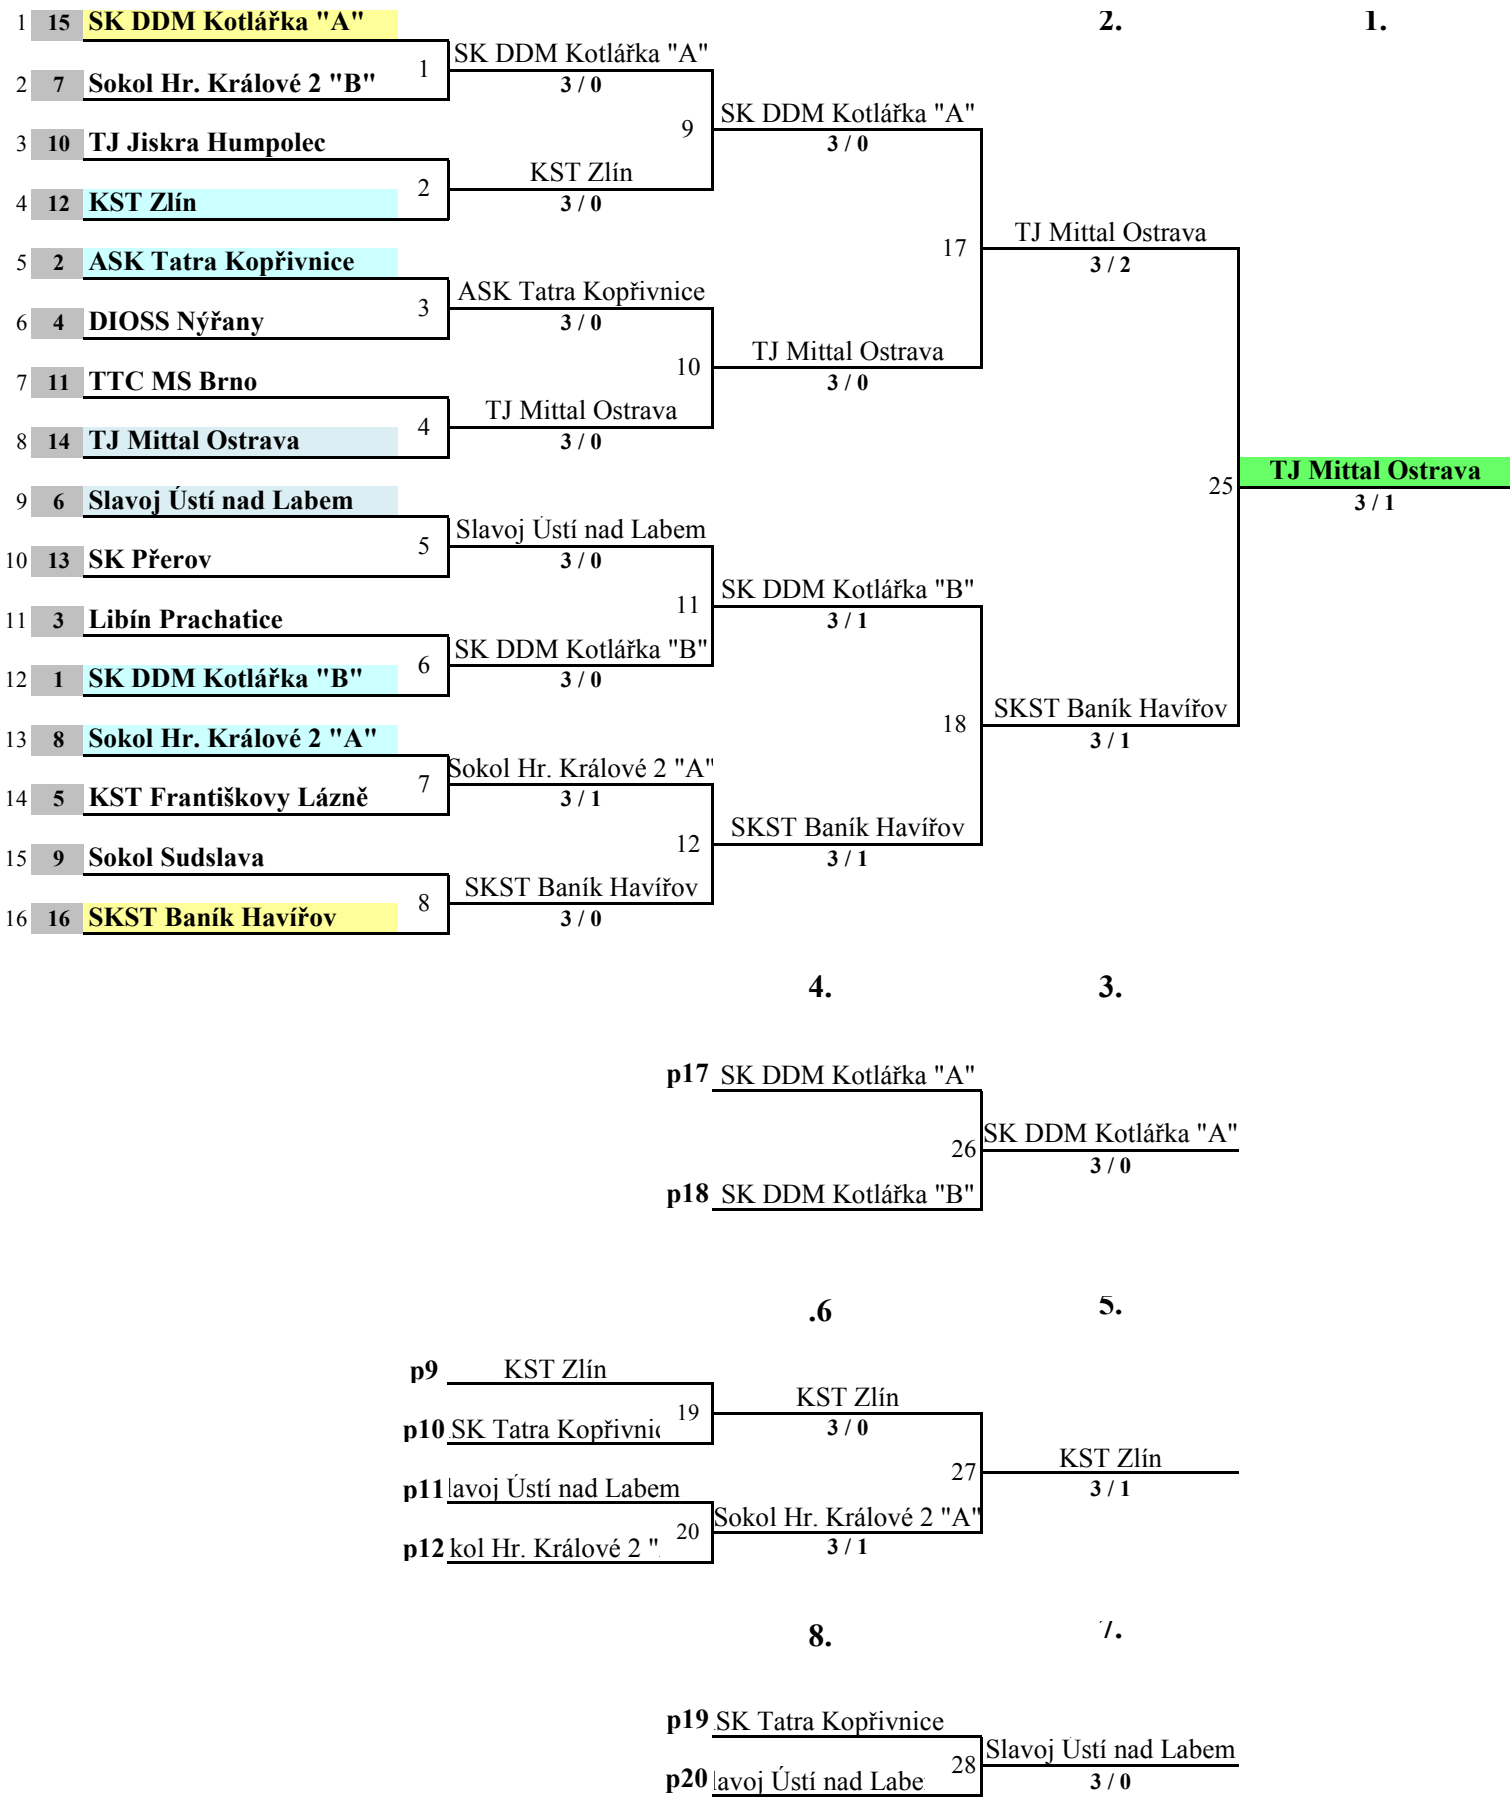 2. 1.
1 15 SK DDM Kotlářka "A"
SK DDM Kotlářka "A"
1
2 7 Sokol Hr. Králové 2 "B"
3 / 0
SK DDM Kotlářka "A"
9
3 10 TJ Jiskra Humpolec
3 / 0
KST Zlín
2
4 12 KST Zlín
3 / 0
TJ Mittal Ostrava
17
5 2 ASK Tatra Kopřivnice
3 / 2
ASK Tatra Kopřivnice
3
6 4 DIOSS Nýřany
3 / 0
TJ Mittal Ostrava
10
7 11 TTC MS Brno
3 / 0
TJ Mittal Ostrava
4
8 14 TJ Mittal Ostrava
3 / 0
TJ Mittal Ostrava
25
9 6 Slavoj Ústí nad Labem
3 / 1
Slavoj Ústí nad Labem
5
10 13 SK Přerov
3 / 0
SK DDM Kotlářka "B"
11
11 3 Libín Prachatice
3 / 1
SK DDM Kotlářka "B"
6
12 1 SK DDM Kotlářka "B"
3 / 0
SKST Baník Havířov
18
13 8 Sokol Hr. Králové 2 "A"
3 / 1
Sokol Hr. Králové 2 "A"
7
14 5 KST Františkovy Lázně
3 / 1
SKST Baník Havířov
12
15 9 Sokol Sudslava
3 / 1
SKST Baník Havířov
8
16 16 SKST Baník Havířov
3 / 0
4. 3.
p17 SK DDM Kotlářka "A"
SK DDM Kotlářka "A"
26
3 / 0
p18 SK DDM Kotlářka "B"
.6 5.
p9 KST Zlín
KST Zlín
19
p10 SK Tatra Kopřivnic
3 / 0
KST Zlín
27
p11 lavoj Ústí nad Labem
3 / 1
Sokol Hr. Králové 2 "A"
20
p12 kol Hr. Králové 2 "
3 / 1
8. 7.
p19 SK Tatra Kopřivnice
Slavoj Ústí nad Labem
28
p20 lavoj Ústí nad Labe
3 / 0